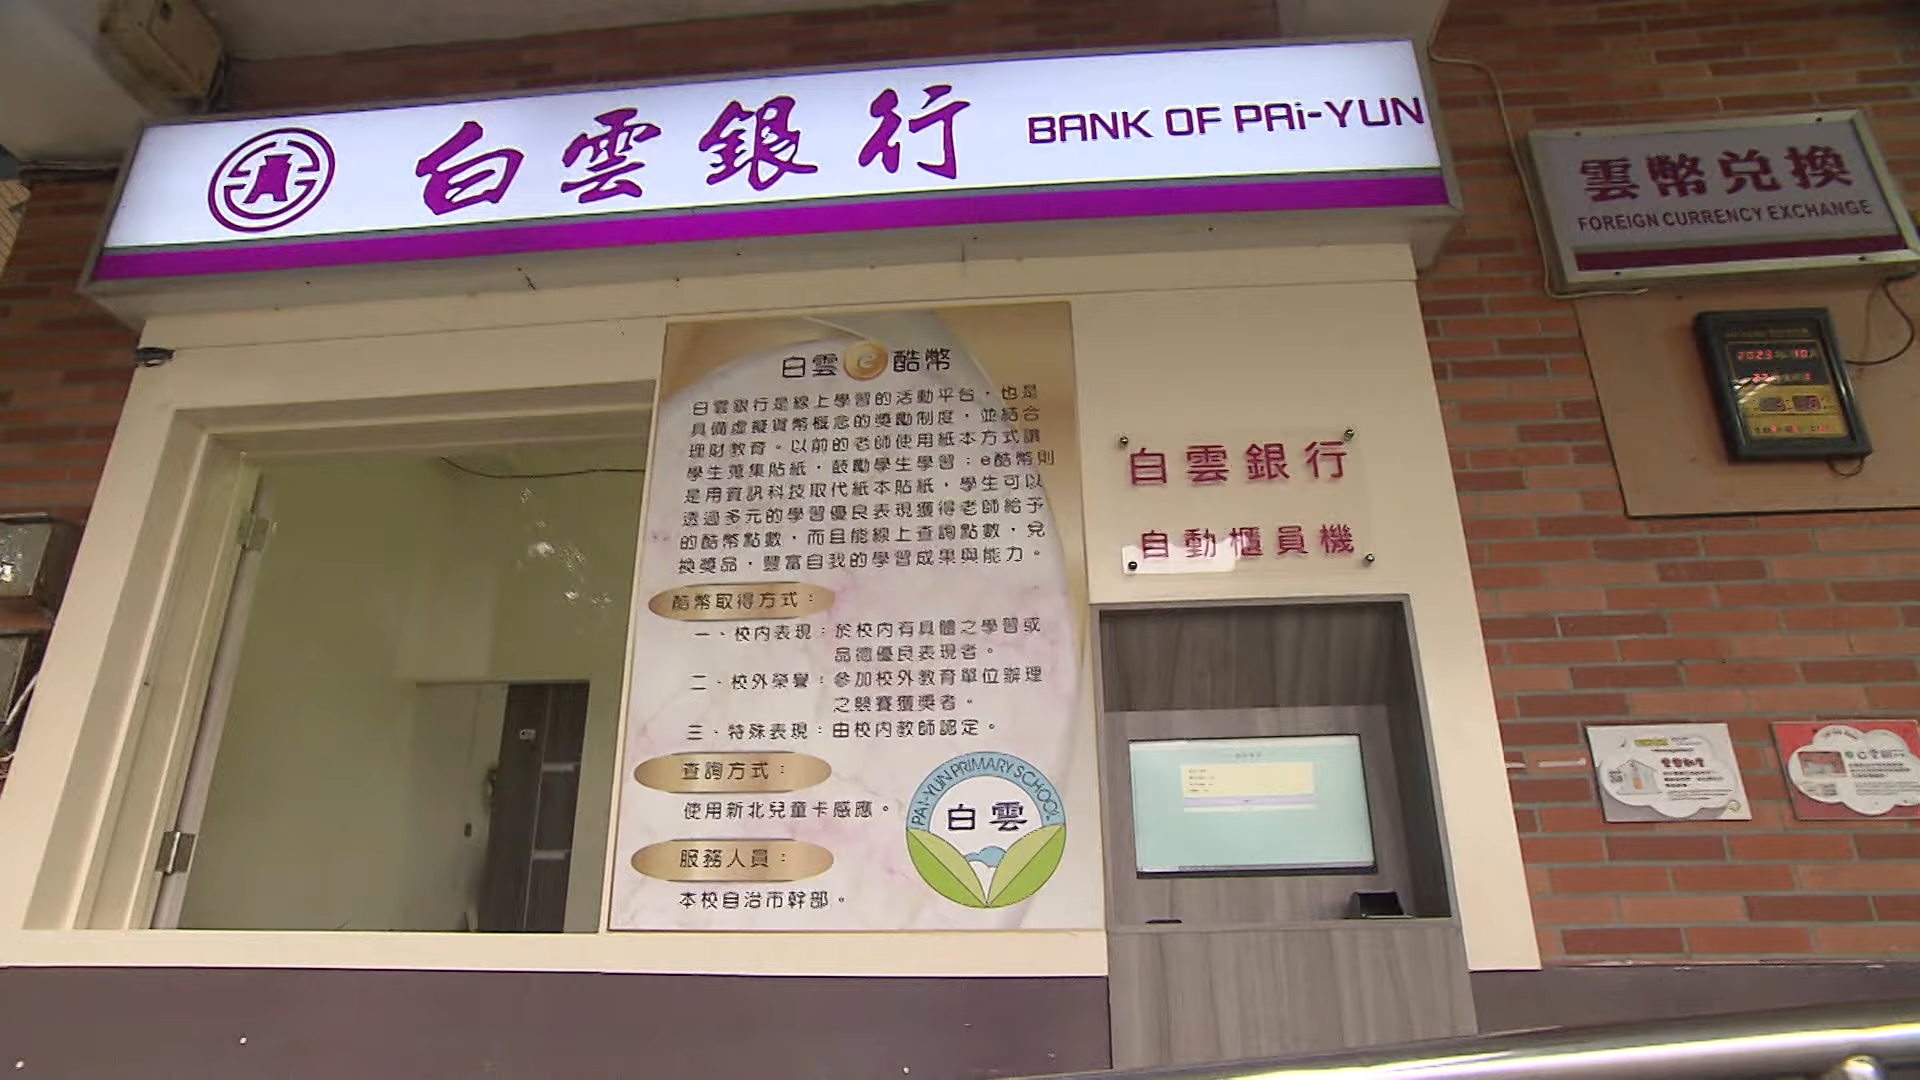 白雲銀行 BANK OF PAi-YUN
雲幣兌換
FOREIGN CURRENCY EXCHANGE
白雲 e 酷幣
白雲銀行是線上學習的活動平台，也是
具備虛擬貨幣概念的獎勵制度，並結合
理財教育。以前的老師使用紙本方式讓
學生蒐集貼紙，鼓勵學生學習；e酷幣則
是用資訊科技取代紙本貼紙，學生可以
透過多元的學習優良表現獲得老師給予
的酷幣點數，而且能線上查詢點數，兌
換獎品，豐富自我的學習成果與能力。
酷幣取得方式：
一、校內表現：於校內有具體之學習或
品德優良表現者。
二、校外榮譽：參加校外教育單位辦理
之競賽獲獎者。
三、特殊表現：由校內教師認定。
查詢方式：
使用新北兒童卡感應。
服務人員：
本校自治市幹部。
PAI-YUN PRIMARY SCHOOL
白雲
白雲銀行
自動櫃員機
2023年10月